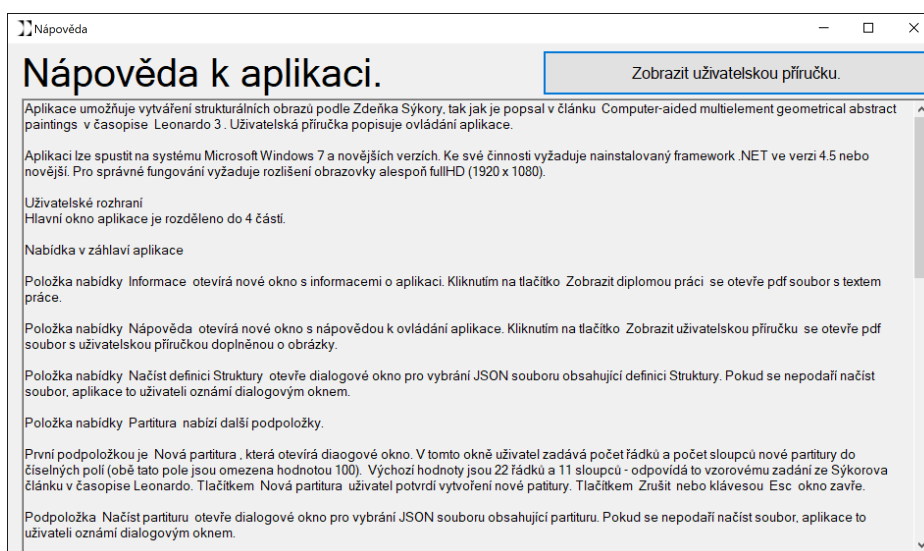 Nápověda
Nápověda k aplikaci.
Zobrazit uživatelskou příručku.
Aplikace umožňuje vytváření strukturálních obrazů podle Zdeňka Sýkory, tak jak je popsal v článku Computer-aided multielement geometrical abstract
paintings v časopise Leonardo 3 . Uživatelská příručka popisuje ovládání aplikace.
Aplikaci lze spustit na systému Microsoft Windows 7 a novějších verzích. Ke své činnosti vyžaduje nainstalovaný framework .NET ve verzi 4.5 nebo
novější. Pro správné fungování vyžaduje rozlišení obrazovky alespoň fullHD (1920 x 1080).
Uživatelské rozhraní
Hlavní okno aplikace je rozděleno do 4 částí.
Nabídka v záhlaví aplikace
Položka nabídky Informace otevírá nové okno s informacemi o aplikaci. Kliknutím na tlačítko Zobrazit diplomou práci se otevře pdf soubor s textem
práce.
Položka nabídky Nápověda otevírá nové okno s nápovědou k ovládání aplikace. Kliknutím na tlačítko Zobrazit uživatelskou příručku se otevře pdf
soubor s uživatelskou příručkou doplněnou o obrázky.
Položka nabídky Načíst definici Struktury otevře dialogové okno pro vybrání JSON souboru obsahující definici Struktury. Pokud se nepodaří načíst
soubor, aplikace to uživateli oznámí dialogovým oknem.
Položka nabídky Partitura nabízí další podpoložky.
První podpoložkou je Nová partitura , která otevírá diaogové okno. V tomto okně uživatel zadává počet řádků a počet sloupců nové partitury do
číselných polí (obě tato pole jsou omezena hodnotou 100). Výchozí hodnoty jsou 22 řádků a 11 sloupců - odpovídá to vzorovému zadání ze Sýkorova
článku v časopise Leonardo. Tlačítkem Nová partitura uživatel potvrdí vytvoření nové patitury. Tlačítkem Zrušit nebo klávesou Esc okno zavře.
Podpoložka Načíst partituru otevře dialogové okno pro vybrání JSON souboru obsahující partituru. Pokud se nepodaří načíst soubor, aplikace to
uživateli oznámí dialogovým oknem.